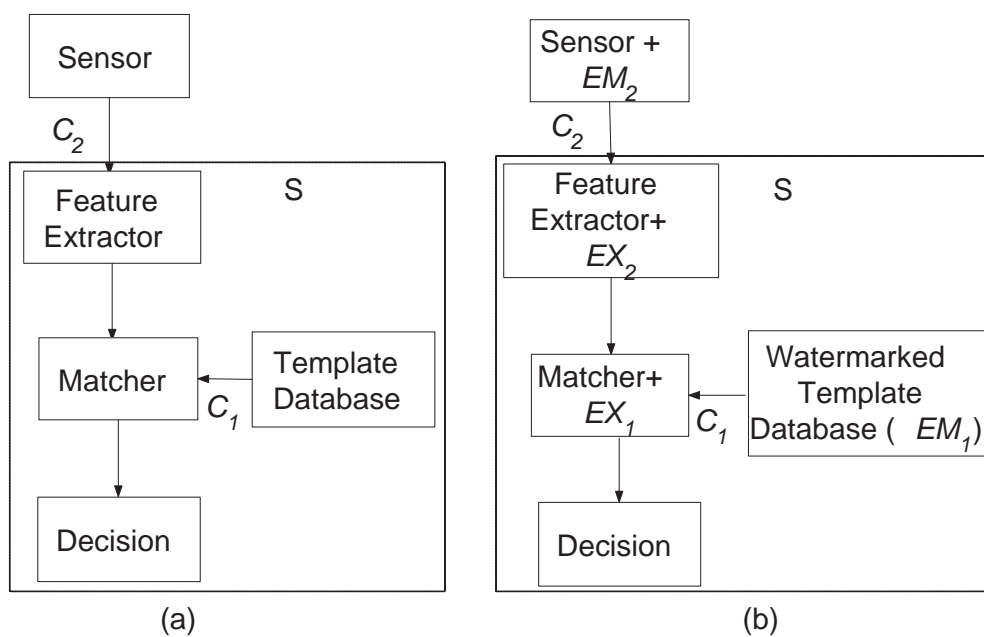 Sensor
C2
S
Feature
Extractor
Matcher
Template
Database
C1
Decision
(a)
Sensor +
EM2
C2
S
Feature
Extractor+
EX2
Matcher+
EX1
Watermarked
Template
Database ( EM1)
C1
Decision
(b)